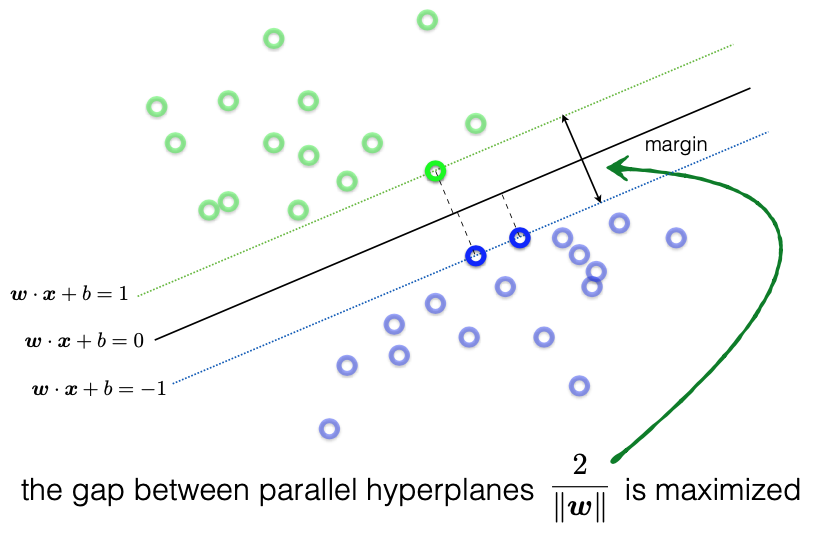 margin
w · x + b = 1
w · x + b = 0
w · x + b = −1
the gap between parallel hyperplanes 2/‖w‖ is maximized